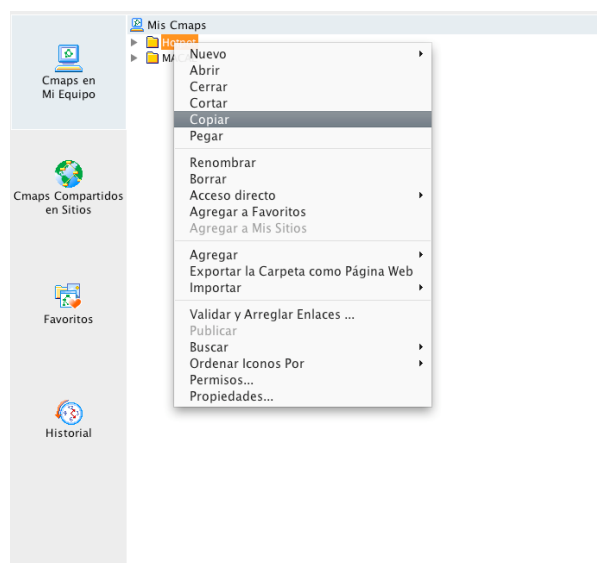 Mis Cmaps
Cmaps en
Mi Equipo
Cmaps Compartidos
en Sitios
Favoritos
Historial
Nuevo
Abrir
Cerrar
Cortar
Copiar
Pegar
Renombrar
Borrar
Acceso directo
Agregar a Favoritos
Agregar a Mis Sitios
Agregar
Exportar la Carpeta como Página Web
Importar
Validar y Arreglar Enlaces ...
Publicar
Buscar
Ordenar Iconos Por
Permisos...
Propiedades...